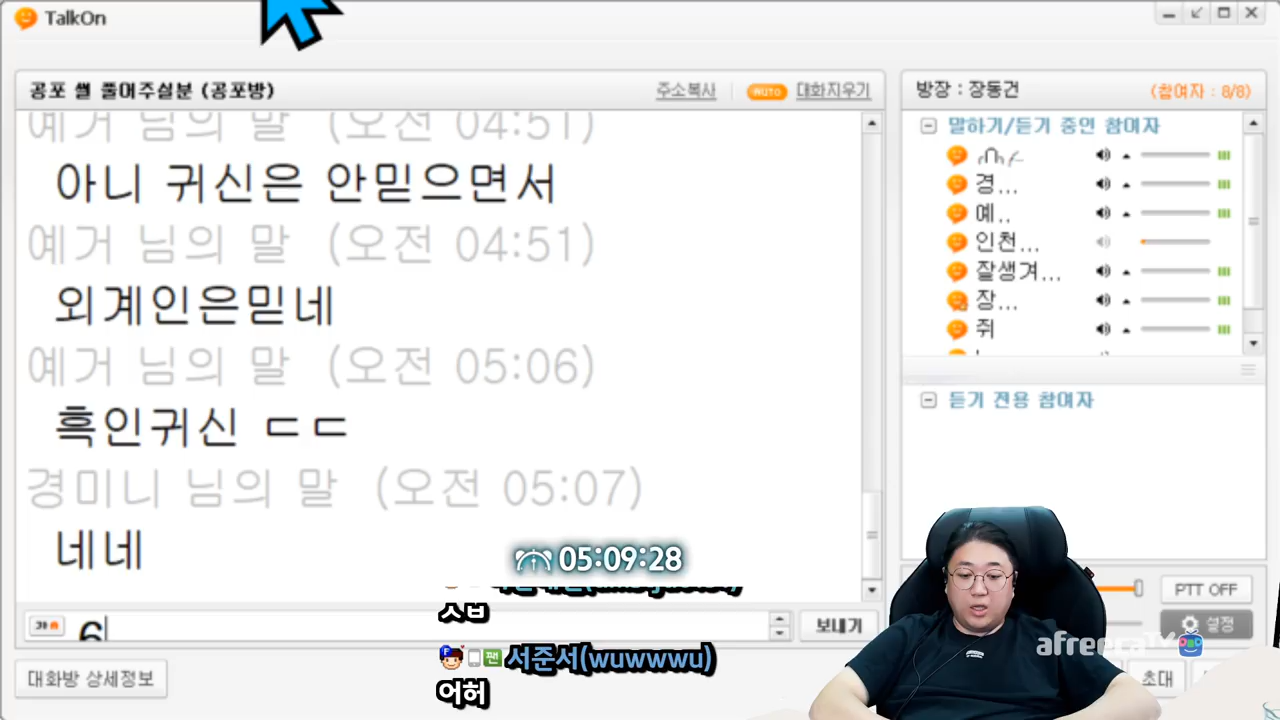 TalkOn
공포 썰 풀어주실분 (공포방)
주소복사
AUTO
대화지우기
예거 님의 말 (오전 04:51)
아니 귀신은 안믿으면서
예거 님의 말 (오전 04:51)
외계인은믿네
예거 님의 말 (오전 05:06)
흑인귀신 ㄷㄷ
경미니 님의 말 (오전 05:07)
네네
05:09:28
팬 서준서(wuwwwu)
어허
가
6
보내기
대화방 상세정보
방장 : 장동건
(참여자 : 8/8)
말하기/듣기 중인 참여자
경...
예..
인천...
잘생겨...
장...
쥐
듣기 전용 참여자
PTT OFF
설정
초대
afreecaTV